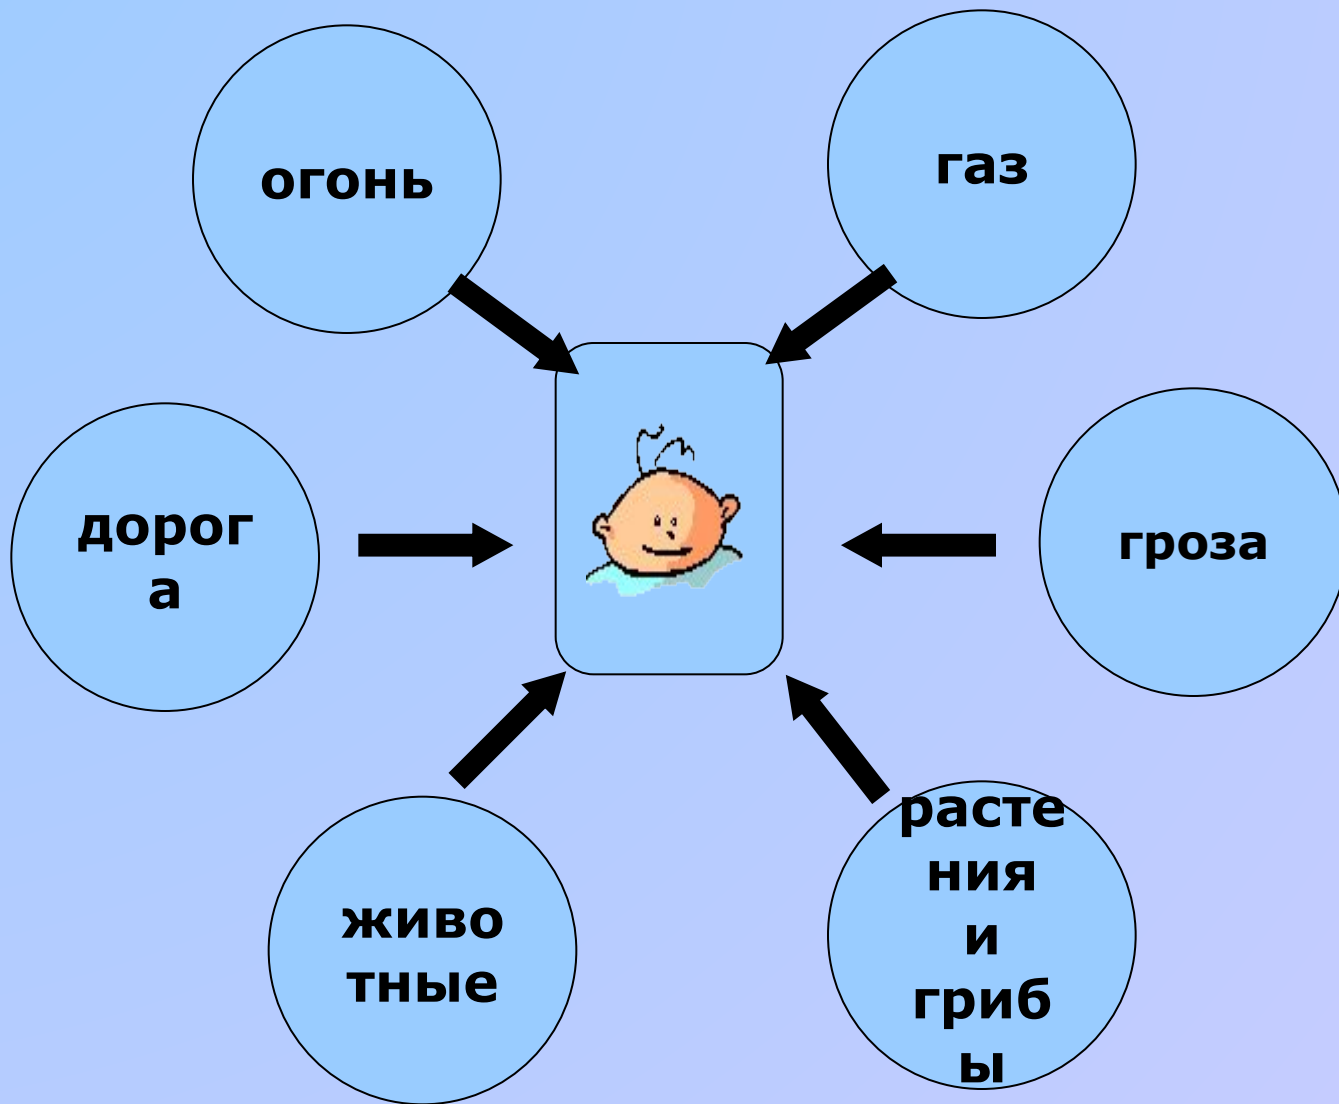 огонь
газ
дорог
а
гроза
живо
тные
расте
ния
и
гриб
ы